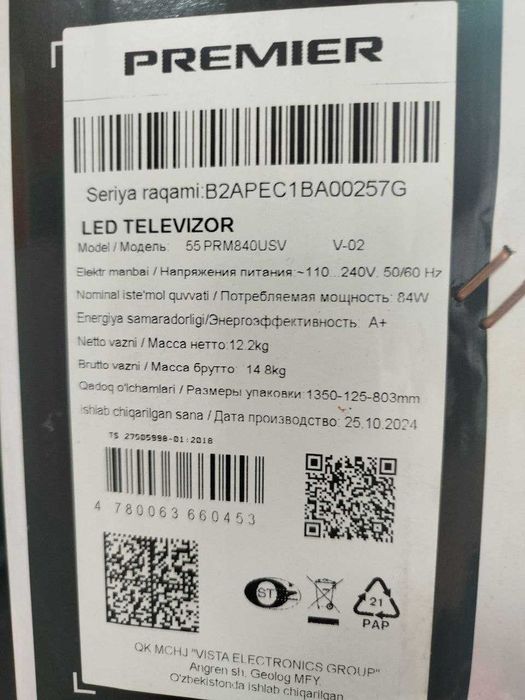 PREMIER
Seriya raqami:B2APEC1BA00257G
LED TELEVIZOR
Model / Модель: 55 PRM840USV V-02
Elektr manbai / Напряжения питания:~110...240V. 50/60 Hz
Nominal iste'mol quvvati / Потребляемая мощность: 84W
Energiya samaradorligi/Энергоэффективность: A+
Netto vazni / Масса нетто:12.2kg
Brutto vazni / Масса брутто 14.8kg
Qadoq o'lchamlari / Размеры упаковки:1350-125-803mm
Ishlab chiqarilgan sana / Дата производство: 25.10.2024
TS 27505998-01:2018
4 780063 660453
ST
21
PAP
QK MCHJ "VISTA ELECTRONICS GROUP"
Angren sh. Geolog MFY.
O'zbekistonda ishlab chiqarilgan